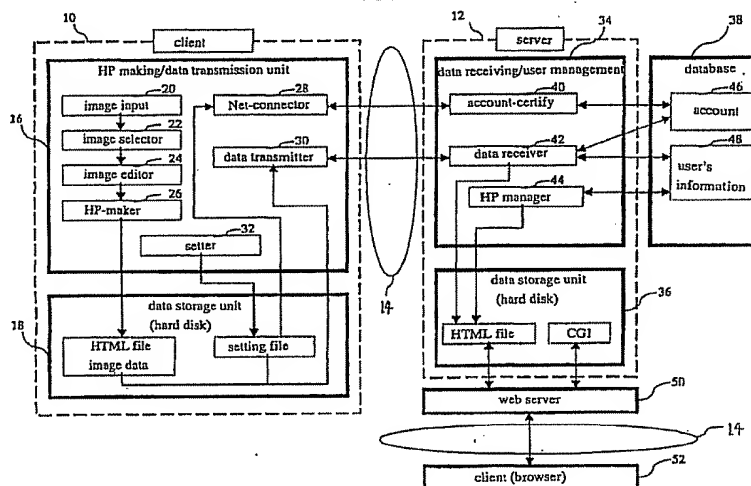 10
client
HP making/data transmission unit
16
image input
20
image selector
22
image editor
24
HP-maker
26
Net-connector
28
data transmitter
30
setter
32
18
data storage unit
(hard disk)
HTML file
image data
setting file
14
12
server
34
data receiving/user management
account-certify
40
data receiver
42
HP manager
44
data storage unit
(hard disk)
36
HTML file
CGI
38
database
46
account
48
user's
information
50
web server
14
52
client (browser)